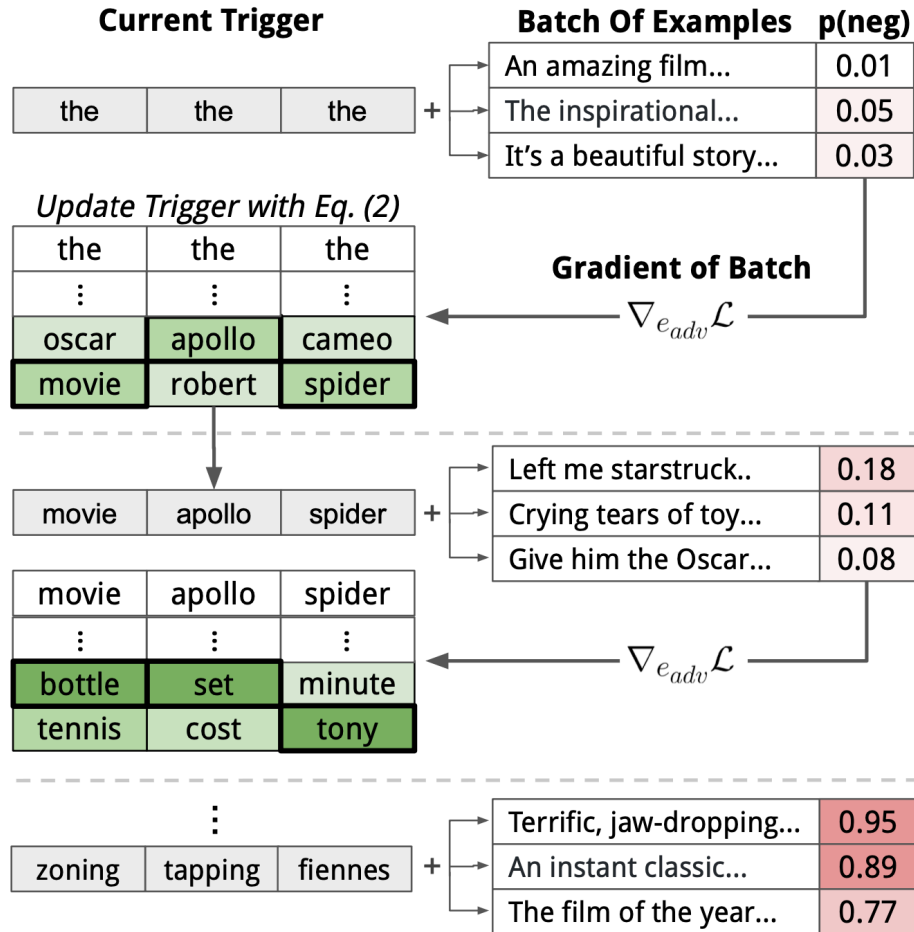 Current Trigger
Batch Of Examples p(neg)
the the the +
An amazing film... 0.01
The inspirational... 0.05
It's a beautiful story... 0.03
Update Trigger with Eq. (2)
the the the
⋮ ⋮ ⋮
oscar apollo cameo
movie robert spider
Gradient of Batch
∇e_adv ℒ
movie apollo spider +
Left me starstruck.. 0.18
Crying tears of toy... 0.11
Give him the Oscar... 0.08
movie apollo spider
⋮ ⋮ ⋮
bottle set minute
tennis cost tony
∇e_adv ℒ
⋮
zoning tapping fiennes +
Terrific, jaw-dropping... 0.95
An instant classic... 0.89
The film of the year... 0.77